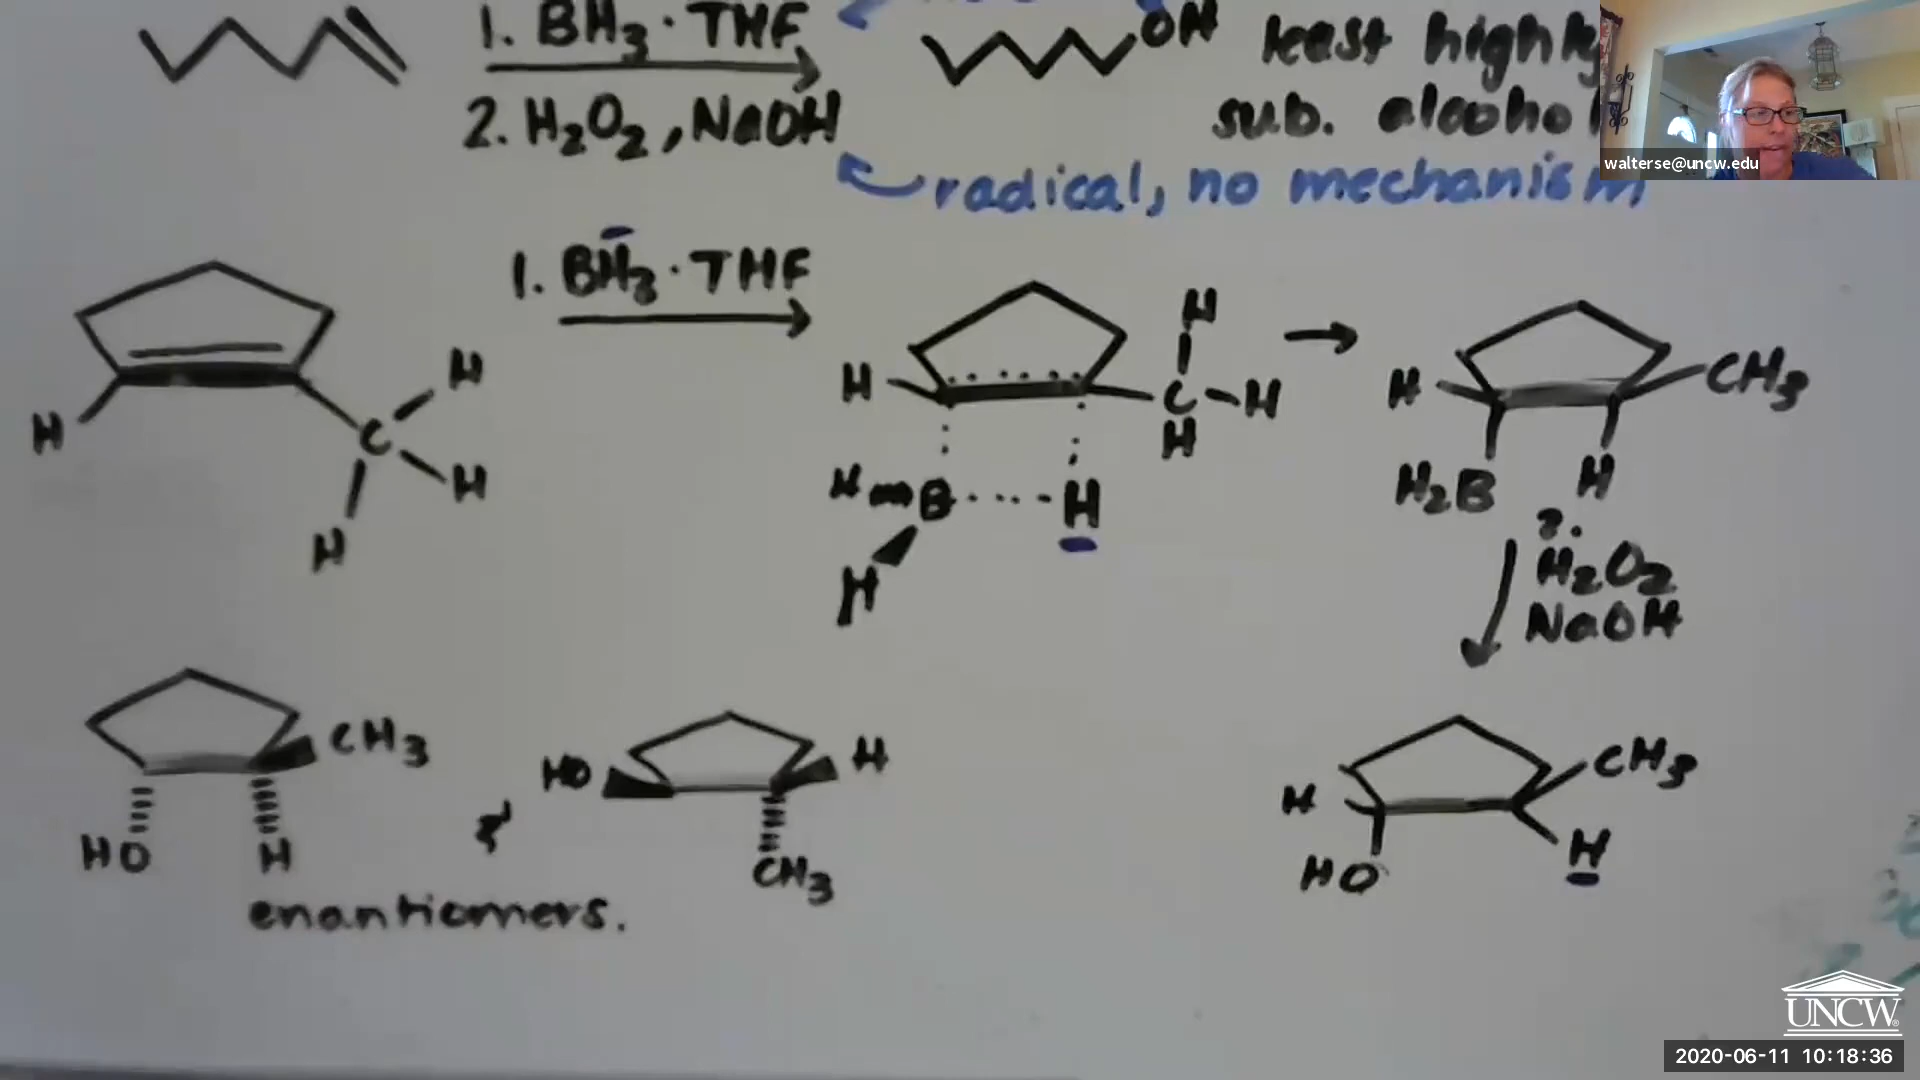 1. BH3 · THF
2. H2O2, NaOH
OH
least highly
sub. alcohol
walterse@uncw.edu
radical, no mechanism
1. BH3 · THF
H
H
H
C
H
H
H
C
H
H
B
H
H
H
CH3
H2B
H
2.
H2O2
NaOH
CH3
HO
H
&
HO
H
CH3
enantiomers.
H
CH3
HO
H
UNCW
2020-06-11 10:18:36